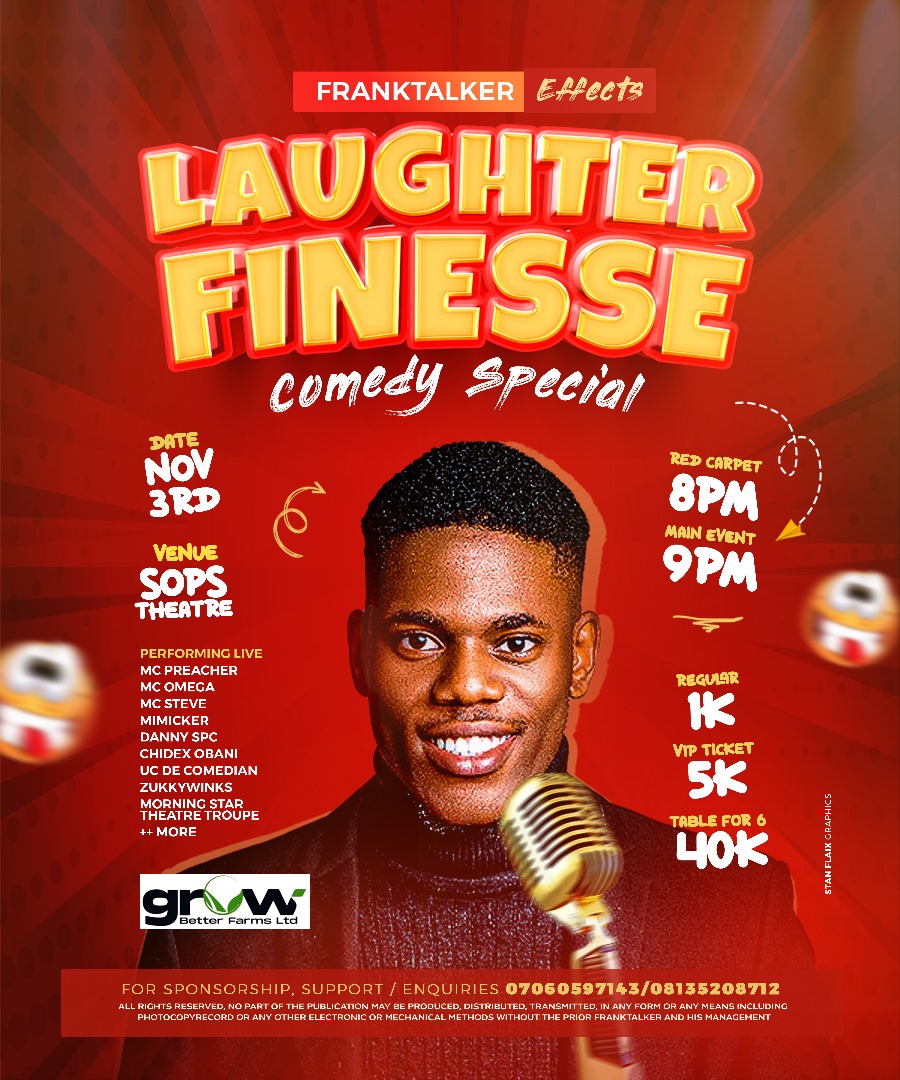 FRANKTALKER Effects
LAUGHTER
FINESSE
Comedy Special
DATE
NOV
3RD
VENUE
SOPS
THEATRE
PERFORMING LIVE
MC PREACHER
MC OMEGA
MC STEVE
MIMICKER
DANNY SPC
CHIDEX OBANI
UC DE COMEDIAN
ZUKKYWINKS
MORNING STAR
THEATRE TROUPE
++ MORE
RED CARPET
8PM
MAIN EVENT
9PM
REGULAR
1K
VIP TICKET
5K
TABLE FOR 6
40K
STAN FLAIX GRAPHICS
grow
Better Farms Ltd
FOR SPONSORSHIP, SUPPORT / ENQUIRIES 07060597143/08135208712
ALL RIGHTS RESERVED, NO PART OF THE PUBLICATION MAY BE PRODUCED, DISTRIBUTED, TRANSMITTED, IN ANY FORM OR ANY MEANS INCLUDING
PHOTOCOPYRECORD OR ANY OTHER ELECTRONIC OR MECHANICAL METHODS WITHOUT THE PRIOR FRANKTALKER AND HIS MANAGEMENT